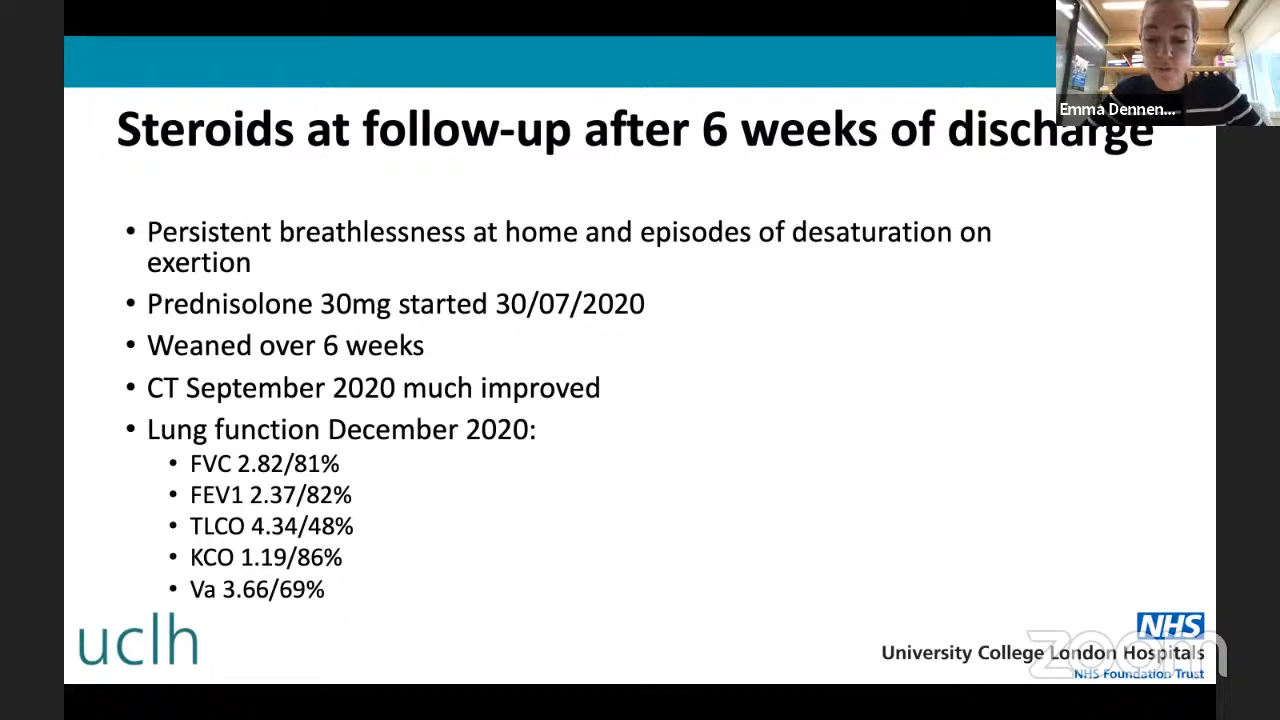 Emma Dennen...
Steroids at follow-up after 6 weeks of discharge
• Persistent breathlessness at home and episodes of desaturation on
exertion
• Prednisolone 30mg started 30/07/2020
• Weaned over 6 weeks
• CT September 2020 much improved
• Lung function December 2020:
• FVC 2.82/81%
• FEV1 2.37/82%
• TLCO 4.34/48%
• KCO 1.19/86%
• Va 3.66/69%
uclh
NHS
University College London Hospitals
NHS Foundation Trust
zoom